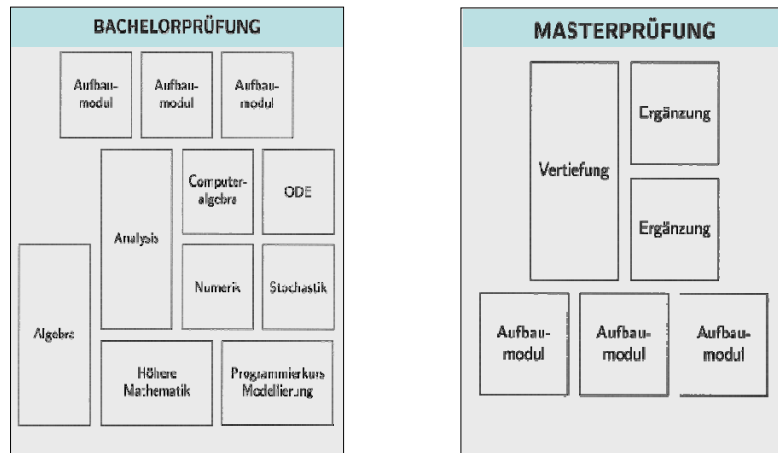 BACHELORPRÜFUNG
Aufbau-
modul
Aufbau-
modul
Aufbau-
modul
Computer-
algebra
ODE
Analysis
Numerik
Stochastik
Algebra
Höhere
Mathematik
Programmierkurs
Modellierung
MASTERPRÜFUNG
Ergänzung
Vertiefung
Ergänzung
Aufbau-
modul
Aufbau-
modul
Aufbau-
modul